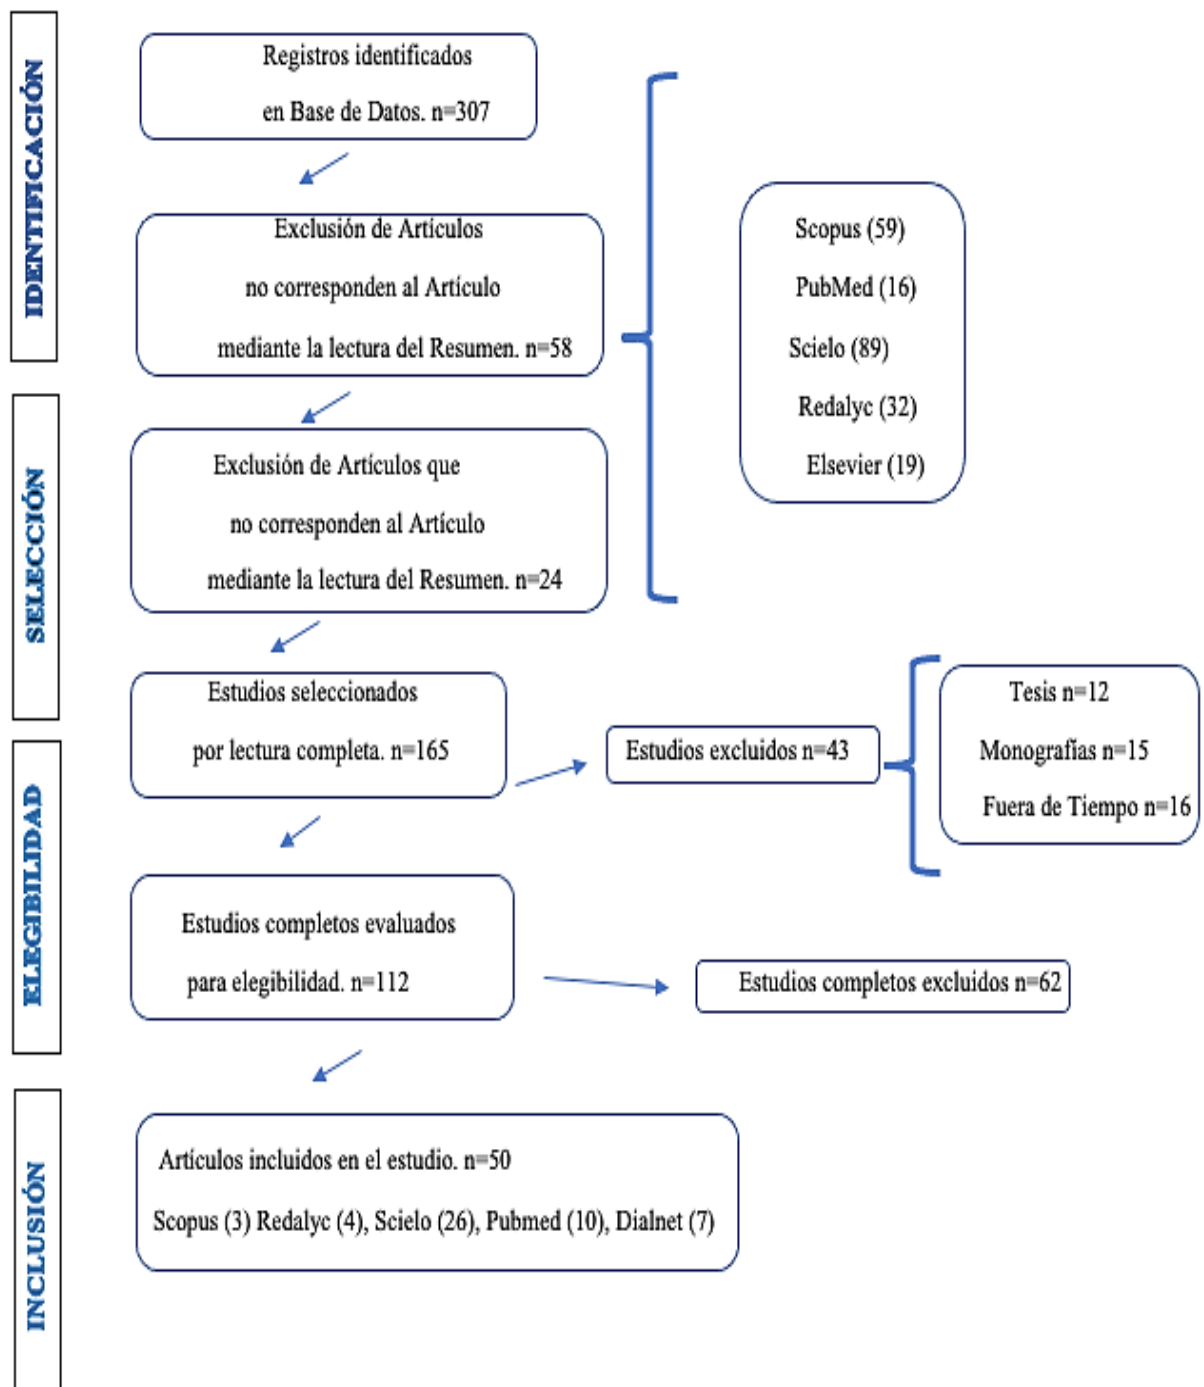 IDENTIFICACIÓN
Registros identificados
en Base de Datos. n=307
Exclusión de Artículos
no corresponden al Artículo
mediante la lectura del Resumen. n=58
Scopus (59)
PubMed (16)
Scielo (89)
Redalyc (32)
Elsevier (19)
SELECCIÓN
Exclusión de Artículos que
no corresponden al Artículo
mediante la lectura del Resumen. n=24
Estudios seleccionados
por lectura completa. n=165
Estudios excluidos n=43
Tesis n=12
Monografías n=15
Fuera de Tiempo n=16
ELEGIBILIDAD
Estudios completos evaluados
para elegibilidad. n=112
Estudios completos excluidos n=62
INCLUSIÓN
Artículos incluidos en el estudio. n=50
Scopus (3) Redalyc (4), Scielo (26), Pubmed (10), Dialnet (7)